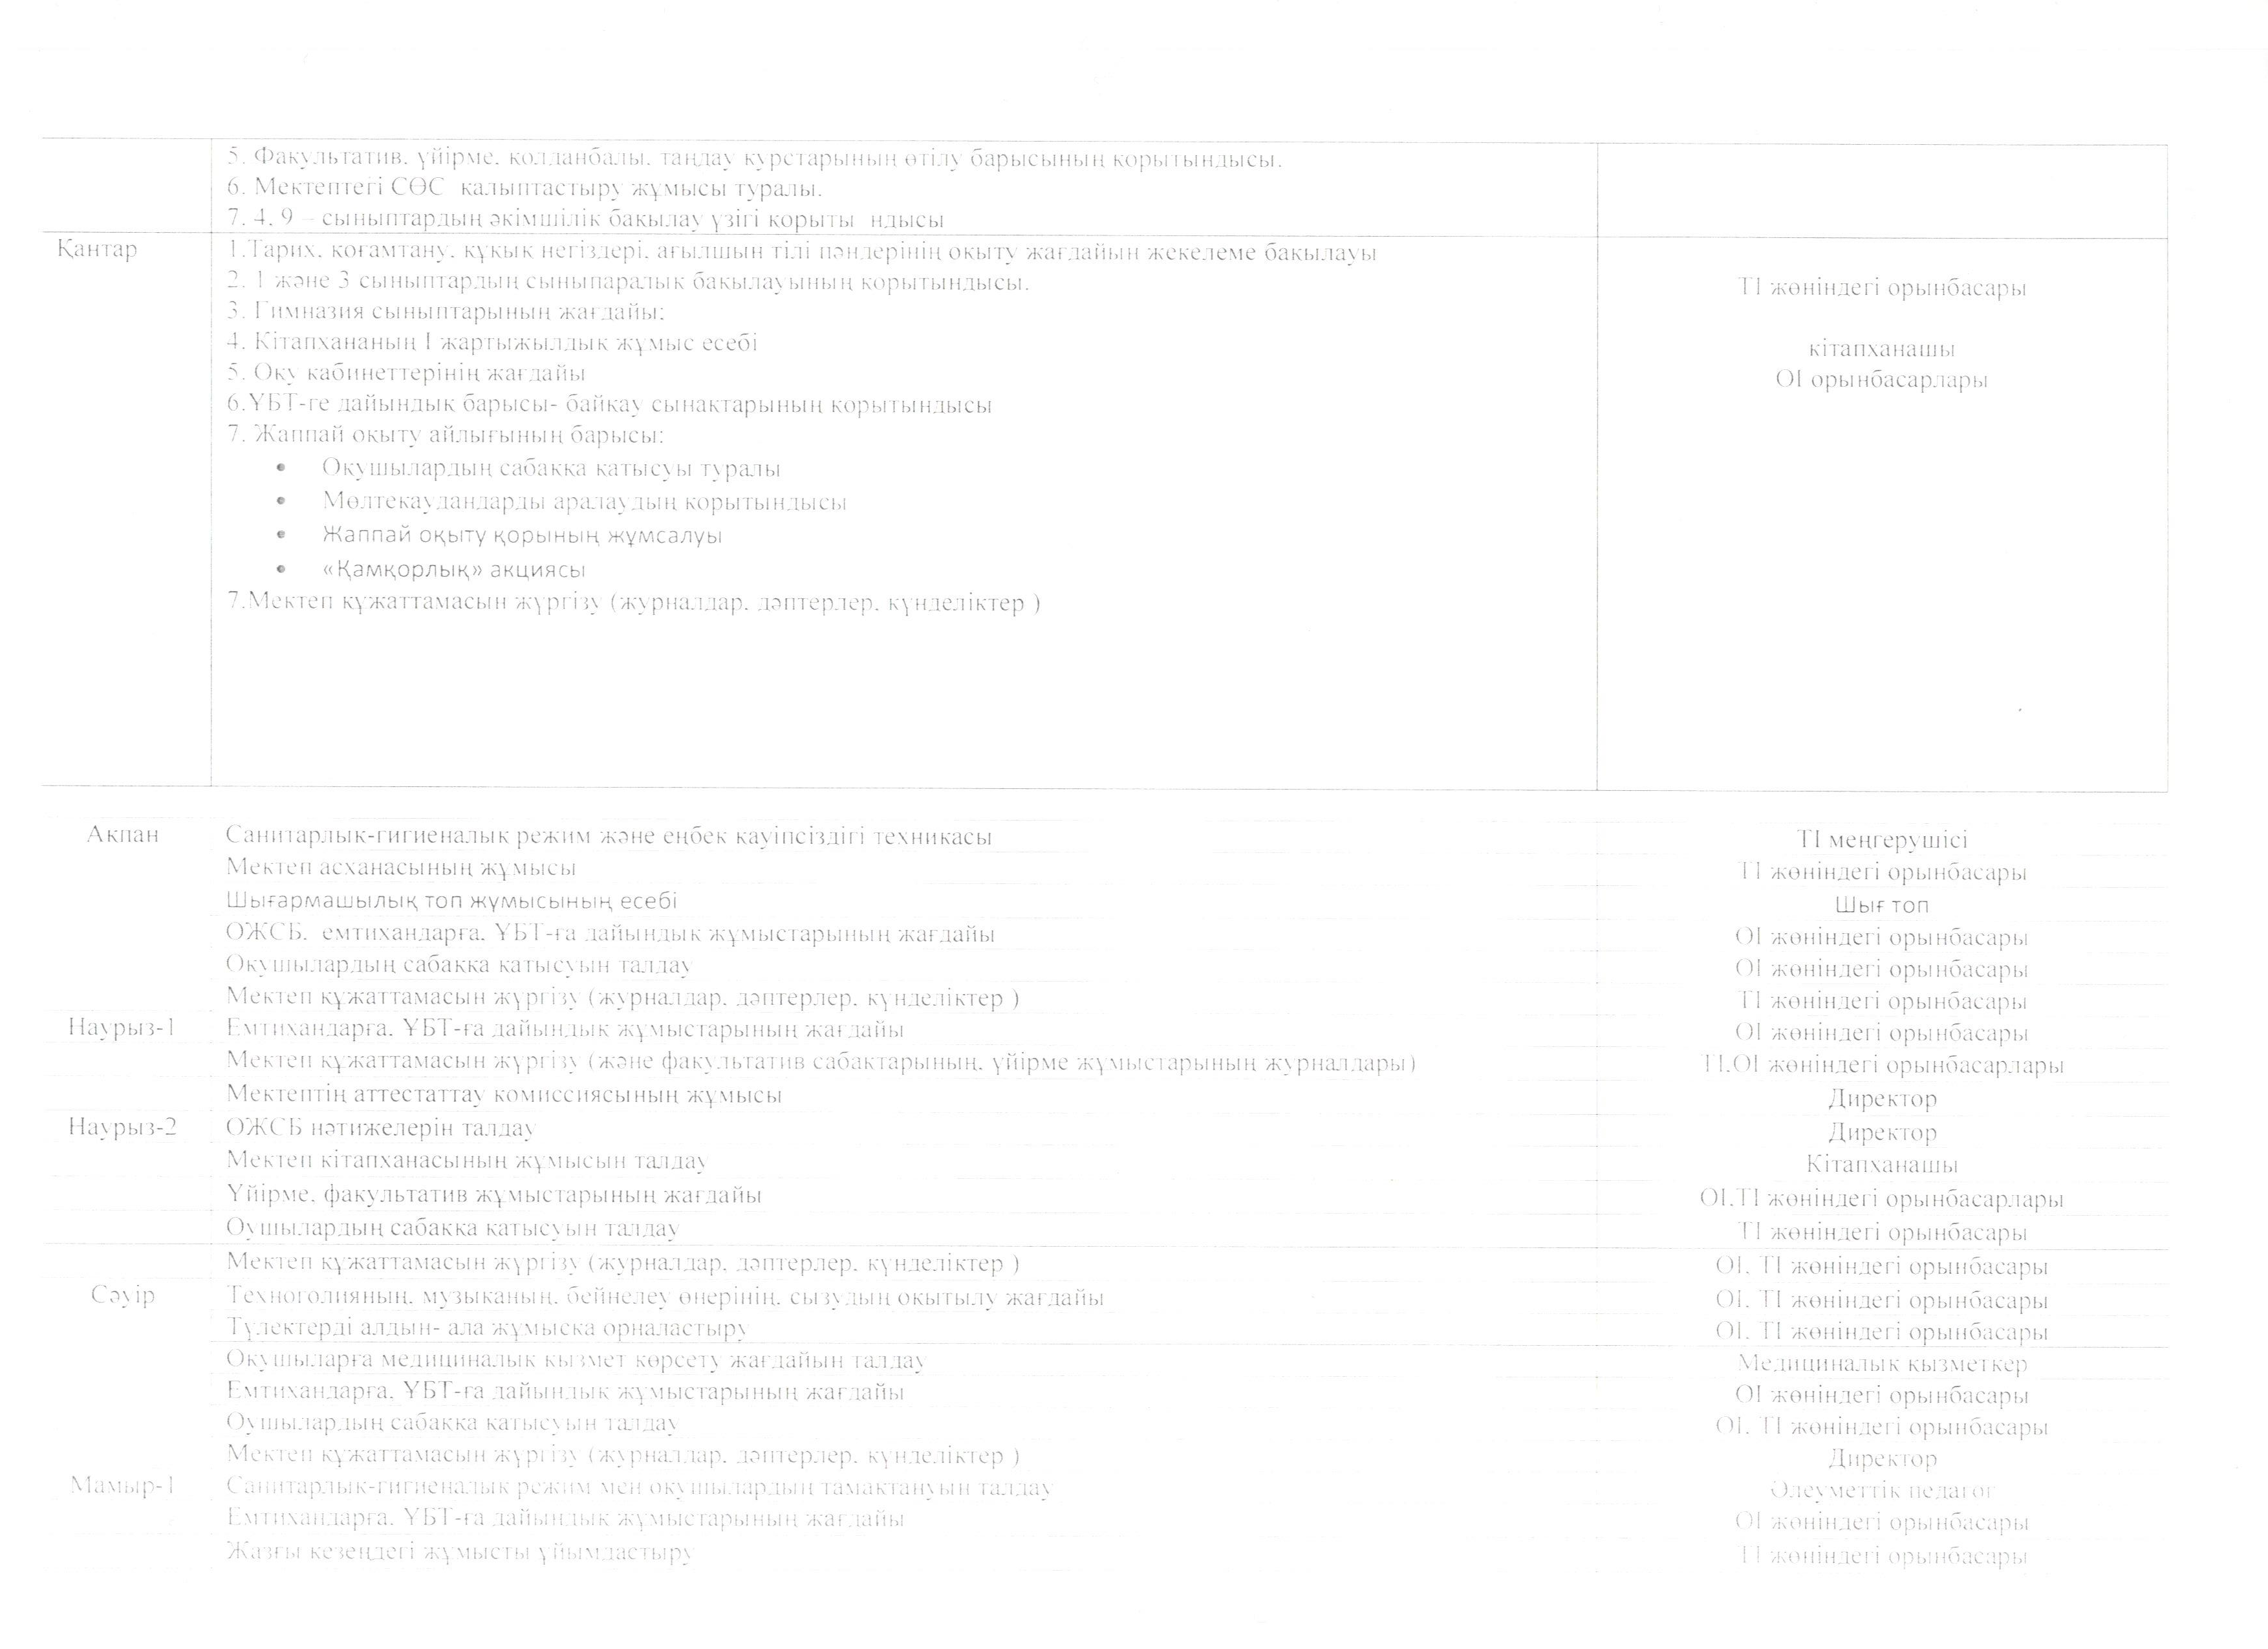 5. Факультатив, үйірме, қолданбалы, таңдау курстарының өтілу барысының қорытындысы.
6. Мектептегі СӨС қалыптастыру жұмысы туралы.
7. 4, 9 – сыныптардың әкімшілік бақылау үзігі қорыты ндысы
Қаңтар
1.Тарих, қоғамтану, құқық негіздері, ағылшын тілі пәндерінің оқыту жағдайын жекелеме бақылауы
2. 1 және 3 сыныптардың сыныпаралық бақылауының қорытындысы.
ТІ жөніндегі орынбасары
3. Гимназия сыныптарының жағдайы;
4. Кітапхананың І жартыжылдық жұмыс есебі
кітапханашы
5. Оқу кабинеттерінің жағдайы
ОІ орынбасарлары
6.ҰБТ-ге дайындық барысы- байқау сынақтарының қорытындысы
7. Жаппай оқыту айлығының барысы:
• Оқушылардың сабаққа қатысуы туралы
• Мөлтекаудандарды аралаудың қорытындысы
• Жаппай оқыту қорының жұмсалуы
• «Қамқорлық» акциясы
7.Мектеп құжаттамасын жүргізу (журналдар, дәптерлер, күнделіктер )
Ақпан Санитарлық-гигиеналық режим және еңбек қауіпсіздігі техникасы ТІ меңгерушісі
Мектеп асханасының жұмысы ТІ жөніндегі орынбасары
Шығармашылық топ жұмысының есебі Шығ топ
ОЖСБ, емтихандарға, ҰБТ-ға дайындық жұмыстарының жағдайы ОІ жөніндегі орынбасары
Оқушылардың сабаққа қатысуын талдау ОІ жөніндегі орынбасары
Мектеп құжаттамасын жүргізу (журналдар, дәптерлер, күнделіктер ) ТІ жөніндегі орынбасары
Наурыз-1 Емтихандарға, ҰБТ-ға дайындық жұмыстарының жағдайы ОІ жөніндегі орынбасары
Мектеп құжаттамасын жүргізу (және факультатив сабақтарының, үйірме жұмыстарының журналдары) ТІ,ОІ жөніндегі орынбасарлары
Мектептің аттестаттау комиссиясының жұмысы Директор
Наурыз-2 ОЖСБ нәтижелерін талдау Директор
Мектеп кітапханасының жұмысын талдау Кітапханашы
Үйірме, факультатив жұмыстарының жағдайы ОІ,ТІ жөніндегі орынбасарлары
Оушылардың сабаққа қатысуын талдау ТІ жөніндегі орынбасары
Мектеп құжаттамасын жүргізу (журналдар, дәптерлер, күнделіктер ) ОІ, ТІ жөніндегі орынбасары
Сәуір Техноголияның, музыканың, бейнелеу өнерінің, сызудың оқытылу жағдайы ОІ, ТІ жөніндегі орынбасары
Түлектерді алдын- ала жұмысқа орналастыру ОІ, ТІ жөніндегі орынбасары
Оқушыларға медициналық қызмет көрсету жағдайын талдау Медициналық қызметкер
Емтихандарға, ҰБТ-ға дайындық жұмыстарының жағдайы ОІ жөніндегі орынбасары
Оушылардың сабаққа қатысуын талдау ОІ, ТІ жөніндегі орынбасары
Мектеп құжаттамасын жүргізу (журналдар, дәптерлер, күнделіктер ) Директор
Мамыр-1 Санитарлық-гигиеналық режим мен оқушылардың тамақтануын талдау Әлеуметтік педагог
Емтихандарға, ҰБТ-ға дайындық жұмыстарының жағдайы ОІ жөніндегі орынбасары
Жазғы кезеңдегі жұмысты ұйымдастыру ТІ жөніндегі орынбасары